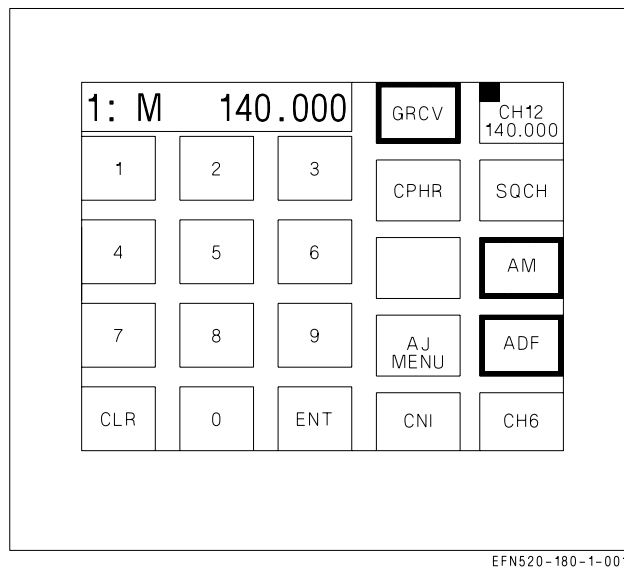 1: M 140.000
GRCV
CH12
140.000
1
2
3
CPHR
SQCH
4
5
6
AM
7
8
9
AJ
MENU
ADF
CLR
0
ENT
CNI
CH6
EFN520-180-1-001